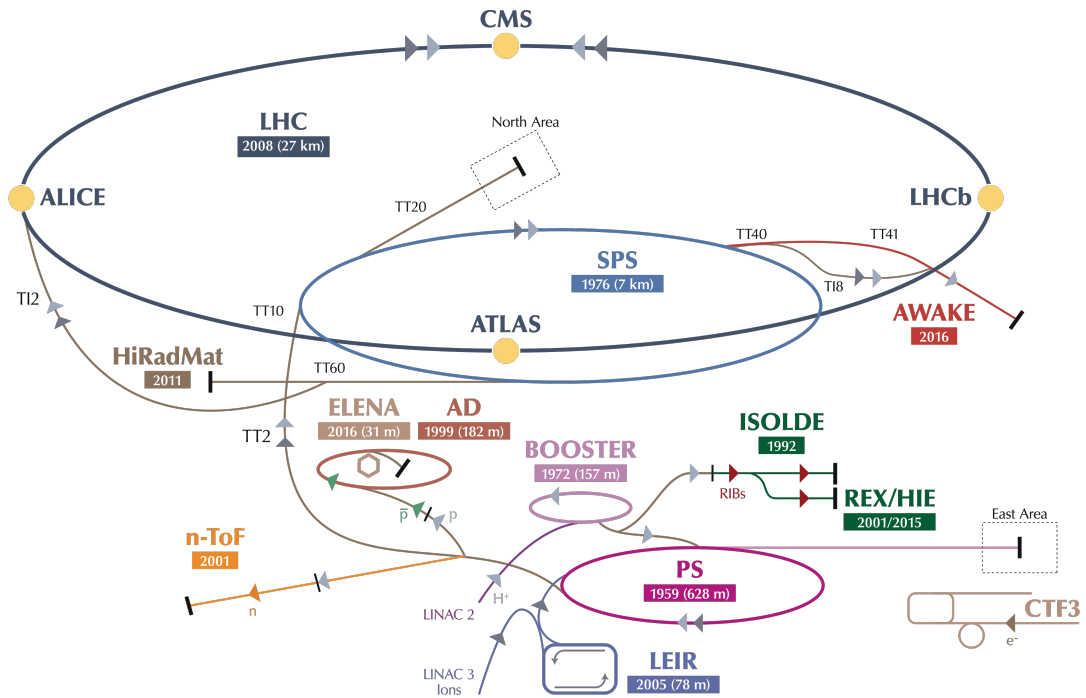 CMS
LHC
2008 (27 km)
North Area
ALICE
LHCb
TT20
TT40
TT41
SPS
1976 (7 km)
TI2
TT10
TI8
ATLAS
AWAKE
2016
HiRadMat
2011
TT60
ELENA
2016 (31 m)
AD
1999 (182 m)
TT2
BOOSTER
1972 (157 m)
ISOLDE
1992
RIBs
REX/HIE
2001/2015
p̅
p
East Area
n-ToF
2001
n
PS
1959 (628 m)
LINAC 2
H⁺
CTF3
e⁻
LINAC 3
Ions
LEIR
2005 (78 m)